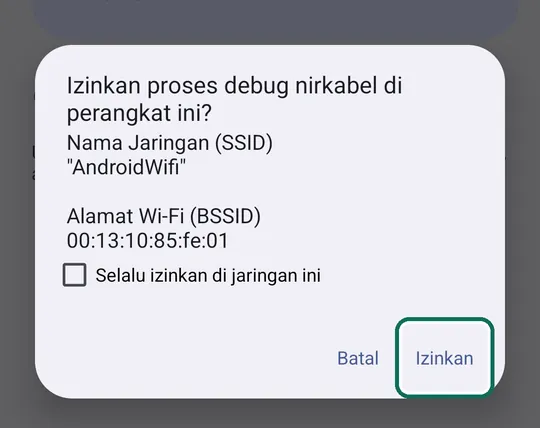 Izinkan proses debug nirkabel di
perangkat ini?
Nama Jaringan (SSID)
"AndroidWifi"
Alamat Wi-Fi (BSSID)
00:13:10:85:fe:01
Selalu izinkan di jaringan ini
Batal
Izinkan